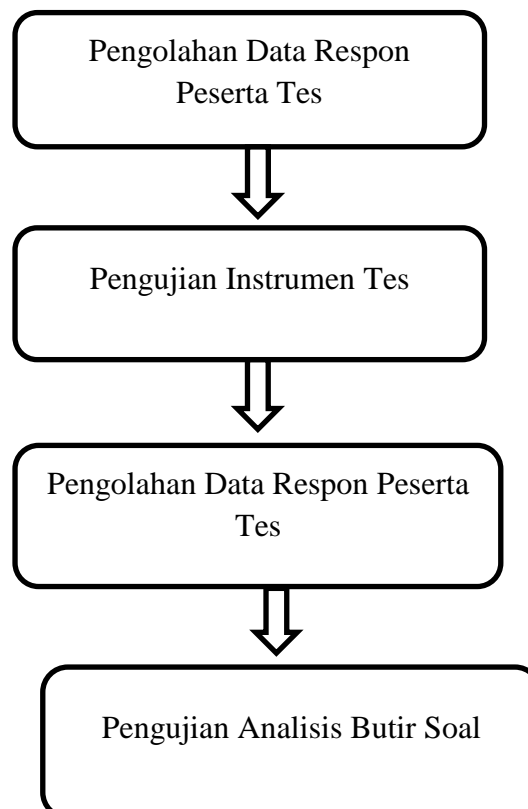 Pengolahan Data Respon
Peserta Tes
Pengujian Instrumen Tes
Pengolahan Data Respon Peserta
Tes
Pengujian Analisis Butir Soal